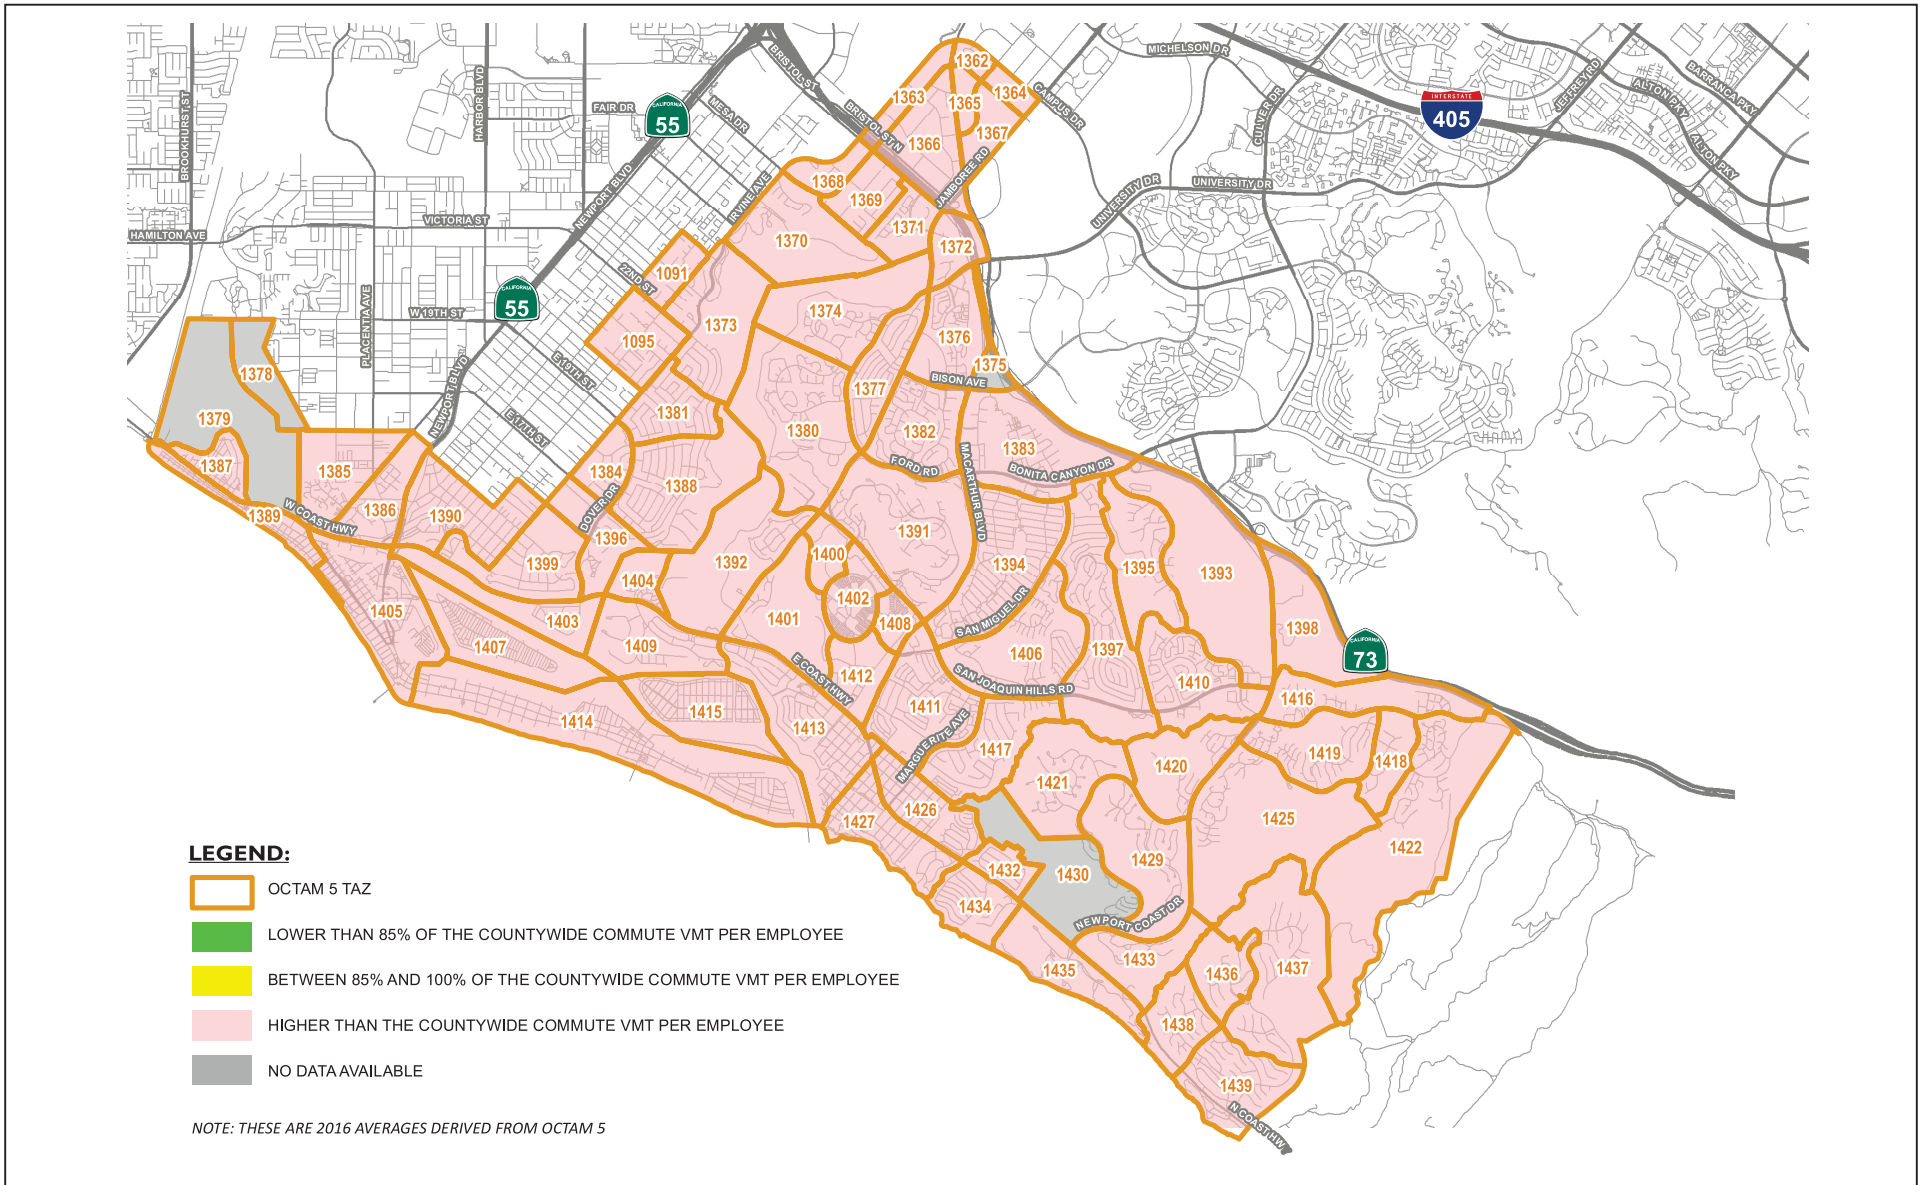 MICHELSON DR
BRISTOL ST
1362
BARRANCA PKY
JEFFREY RD
ALTON PKY
HARBOR BLVD
BROOKHURST ST
FAIR DR
CALIFORNIA
55
MESA DR
1363
1365
1364
CAMPUS DR
CULVER DR
INTERSTATE
405
BRISTOL ST N
1366
1367
ALTON PKY
JAMBOREE RD
1368
1369
IRVINE AVE
NEWPORT BLVD
UNIVERSITY DR
UNIVERSITY DR
VICTORIA ST
HAMILTON AVE
1370
1371
1372
22ND ST
1091
CALIFORNIA
55
PLACENTIA AVE
W 19TH ST
1373
1374
1095
1376
1375
1378
NEWPORT BLVD
E 19TH ST
BISON AVE
1377
1379
E 17TH ST
1381
1380
1382
1383
1387
1385
1384
FORD RD
MACARTHUR BLVD
BONITA CANYON DR
1388
1389
W COAST HWY
1386
1390
DOVER DR
1396
1391
1399
1392
1400
1394
1395
1393
1404
1402
1405
1403
1401
1408
SAN MIGUEL DR
1398
CALIFORNIA
73
1407
1409
1406
1397
E COAST HWY
1412
SAN JOAQUIN HILLS RD
1410
1416
1414
1415
1413
1411
MARGUERITE AVE
1417
1419
1418
1420
1421
1426
1427
1425
1422
1432
1430
1429
1434
NEWPORT COAST DR
1435
1433
1436
1437
1438
1439
N COAST HW
LEGEND:
OCTAM 5 TAZ
LOWER THAN 85% OF THE COUNTYWIDE COMMUTE VMT PER EMPLOYEE
BETWEEN 85% AND 100% OF THE COUNTYWIDE COMMUTE VMT PER EMPLOYEE
HIGHER THAN THE COUNTYWIDE COMMUTE VMT PER EMPLOYEE
NO DATA AVAILABLE
NOTE: THESE ARE 2016 AVERAGES DERIVED FROM OCTAM 5